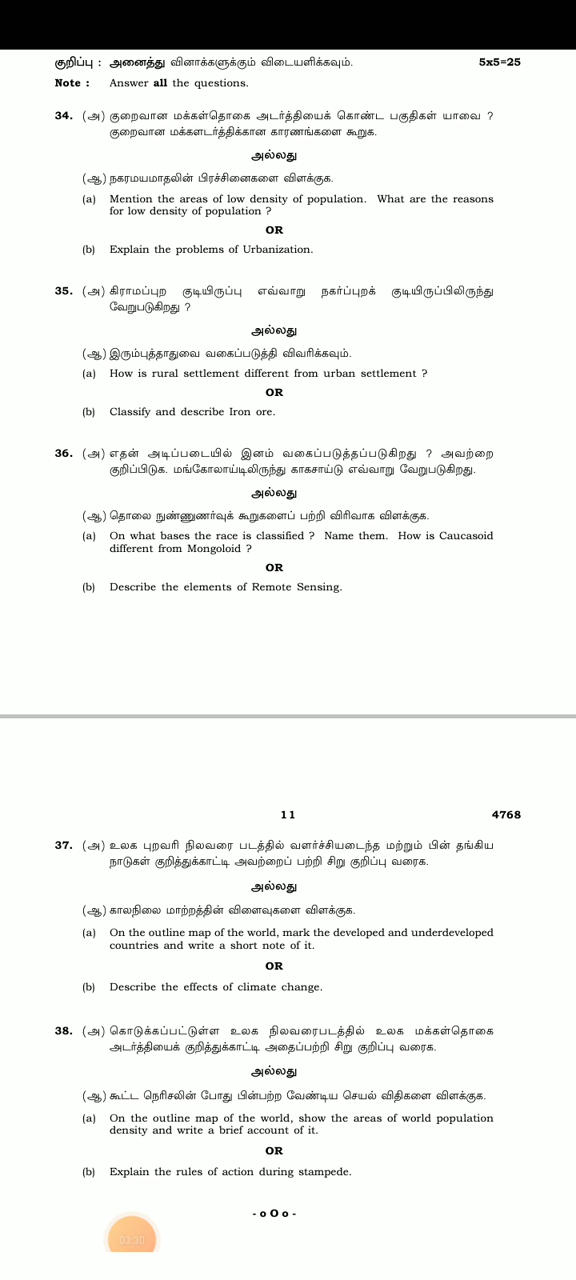 குறிப்பு : அனைத்து வினாக்களுக்கும் விடையளிக்கவும். 5x5=25
Note : Answer all the questions.
34. (அ) குறைவான மக்கள்தொகை அடர்த்தியைக் கொண்ட பகுதிகள் யாவை ?
குறைவான மக்களடர்த்திக்கான காரணங்களை கூறுக.
அல்லது
(ஆ) நகரமயமாதலின் பிரச்சினைகளை விளக்குக.
(a) Mention the areas of low density of population. What are the reasons
for low density of population ?
OR
(b) Explain the problems of Urbanization.
35. (அ) கிராமப்புற குடியிருப்பு எவ்வாறு நகர்ப்புறக் குடியிருப்பிலிருந்து
வேறுபடுகிறது ?
அல்லது
(ஆ) இரும்புத்தாதுவை வகைப்படுத்தி விவரிக்கவும்.
(a) How is rural settlement different from urban settlement ?
OR
(b) Classify and describe Iron ore.
36. (அ) எதன் அடிப்படையில் இனம் வகைப்படுத்தப்படுகிறது ? அவற்றை
குறிப்பிடுக. மங்கோலாய்டிலிருந்து காகசாய்டு எவ்வாறு வேறுபடுகிறது.
அல்லது
(ஆ) தொலை நுண்ணுணர்வுக் கூறுகளைப் பற்றி விரிவாக விளக்குக.
(a) On what bases the race is classified ? Name them. How is Caucasoid
different from Mongoloid ?
OR
(b) Describe the elements of Remote Sensing.
11 4768
37. (அ) உலக புறவரி நிலவரை படத்தில் வளர்ச்சியடைந்த மற்றும் பின் தங்கிய
நாடுகள் குறித்துக்காட்டி அவற்றைப் பற்றி சிறு குறிப்பு வரைக.
அல்லது
(ஆ) காலநிலை மாற்றத்தின் விளைவுகளை விளக்குக.
(a) On the outline map of the world, mark the developed and underdeveloped
countries and write a short note of it.
OR
(b) Describe the effects of climate change.
38. (அ) கொடுக்கப்பட்டுள்ள உலக நிலவரைபடத்தில் உலக மக்கள்தொகை
அடர்த்தியைக் குறித்துக்காட்டி அதைப்பற்றி சிறு குறிப்பு வரைக.
அல்லது
(ஆ) கூட்ட நெரிசலின் போது பின்பற்ற வேண்டிய செயல் விதிகளை விளக்குக.
(a) On the outline map of the world, show the areas of world population
density and write a brief account of it.
OR
(b) Explain the rules of action during stampede.
- o O o -
03:30